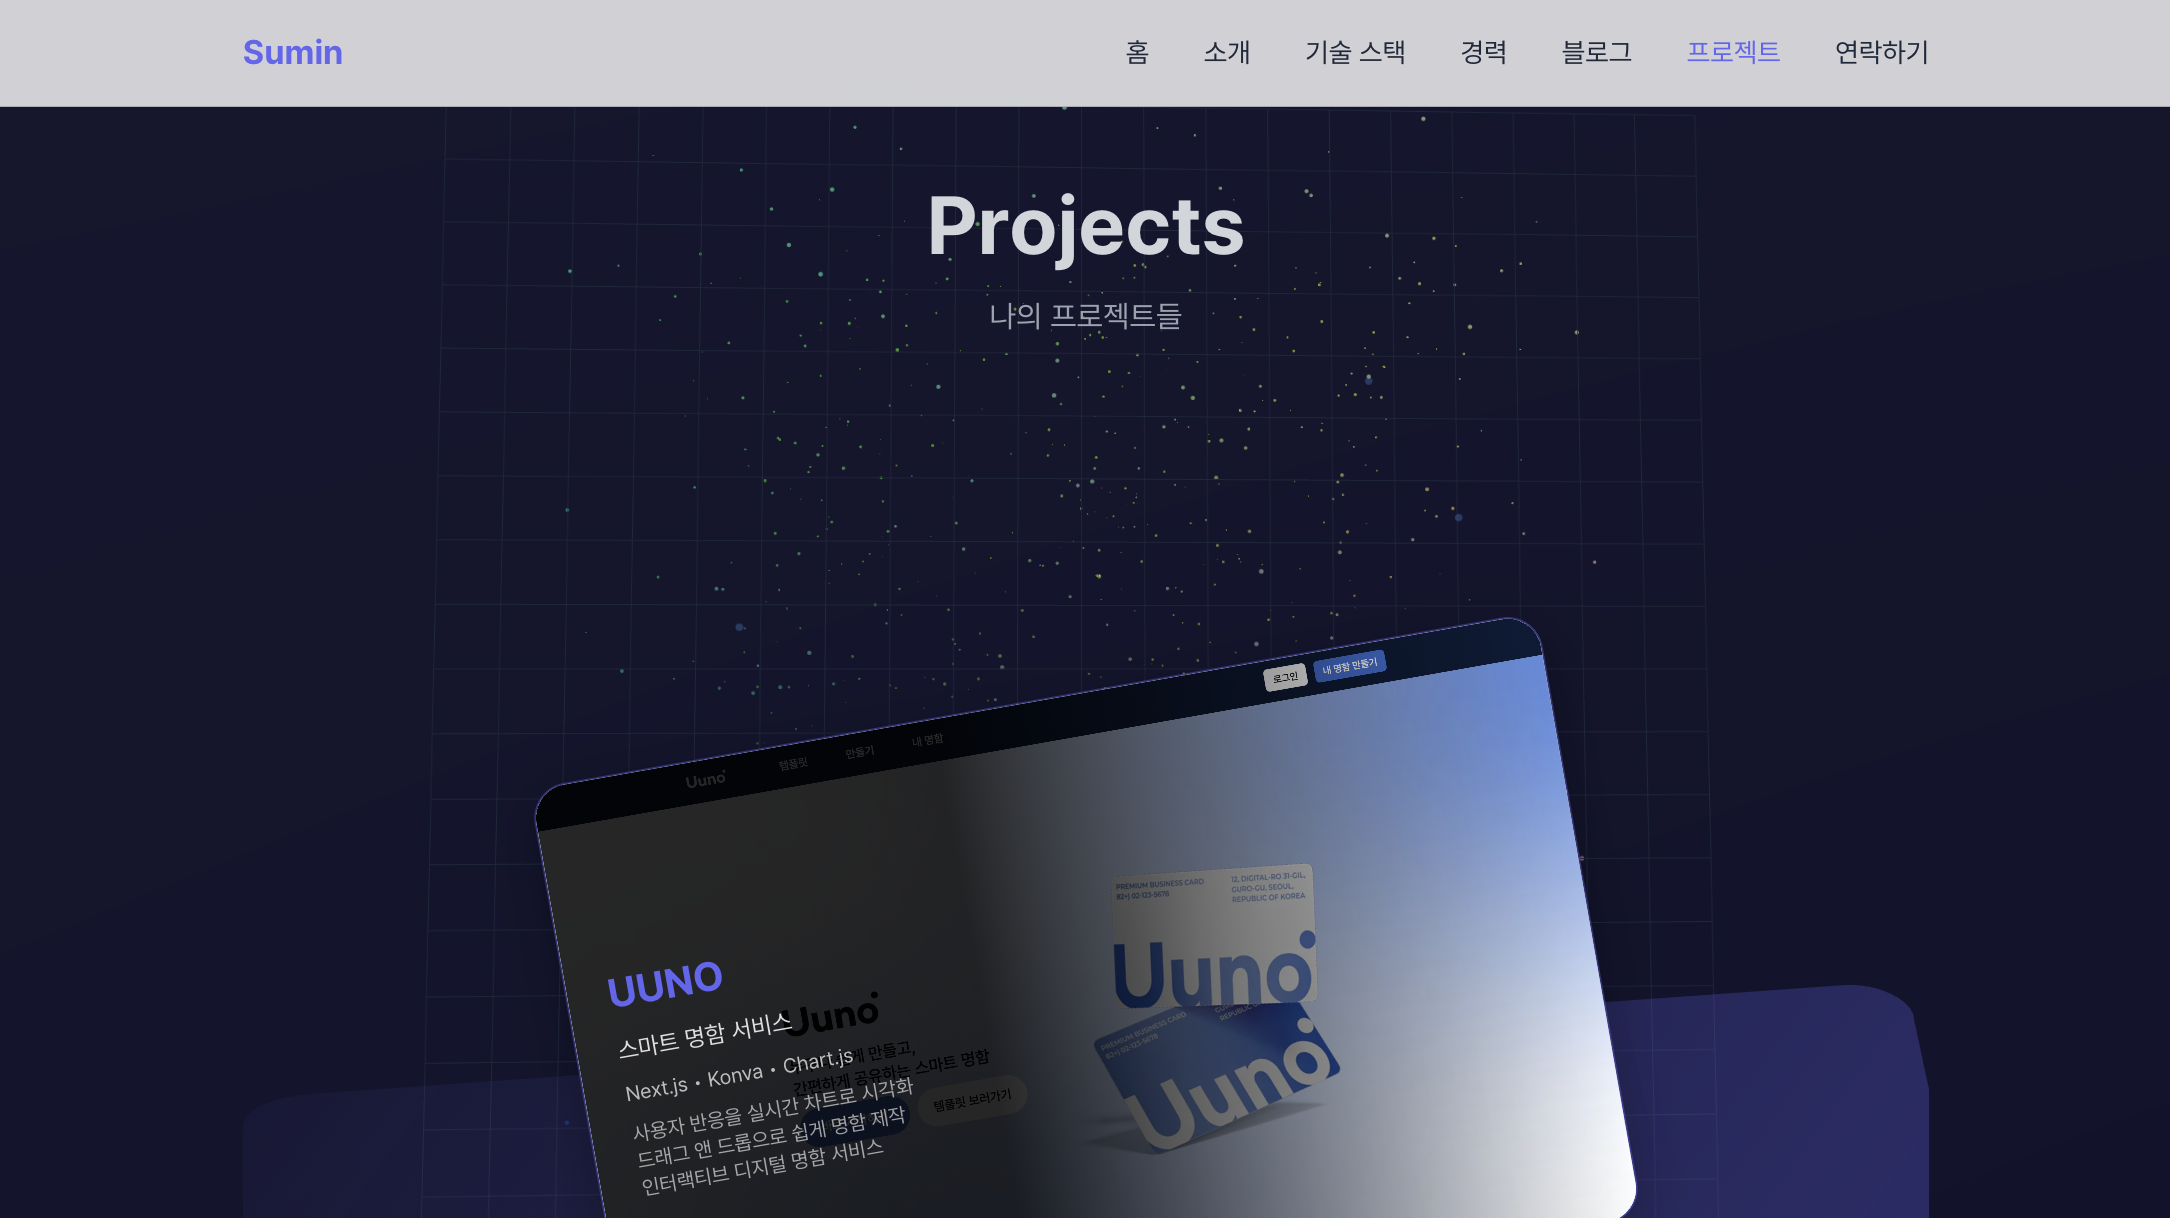 Sumin
홈 소개 기술 스택 경력 블로그 프로젝트 연락하기
Projects
나의 프로젝트들
Uuno 템플릿 만들기 내 명함 로그인 내 명함 만들기
PREMIUM BUSINESS CARD
82+) 02-123-5678
12, DIGITAL-RO 31-GIL,
GURO-GU, SEOUL,
REPUBLIC OF KOREA
Uuno
PREMIUM BUSINESS CARD
82+) 02-123-5678
Uuno
UUNO
스마트 명함 서비스
Next.js • Konva • Chart.js
사용자 반응을 실시간 차트로 시각화
드래그 앤 드롭으로 쉽게 명함 제작
인터랙티브 디지털 명함 서비스
Uuno
만들고,
간편하게 공유하는 스마트 명함
템플릿 보러가기